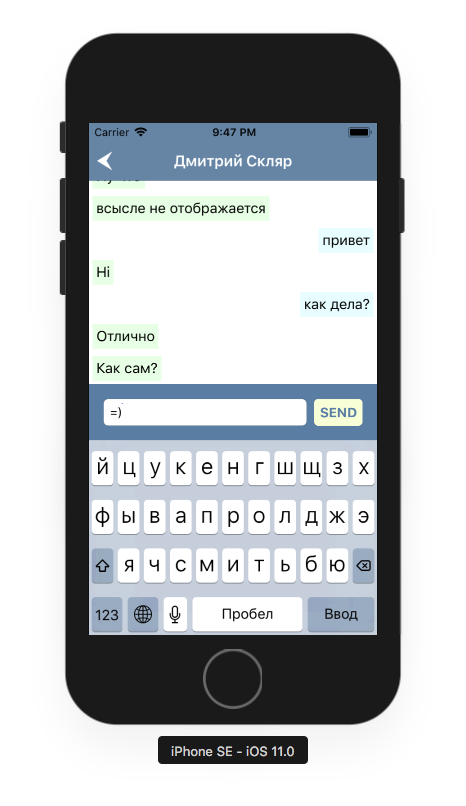 Carrier 9:47 PM
Дмитрий Скляр
всысле не отображается
привет
Hi
как дела?
Отлично
Как сам?
=) SEND
й ц у к е н г ш щ з х
ф ы в а п р о л д ж э
я ч с м и т ь б ю
123 Пробел Ввод
iPhone SE - iOS 11.0